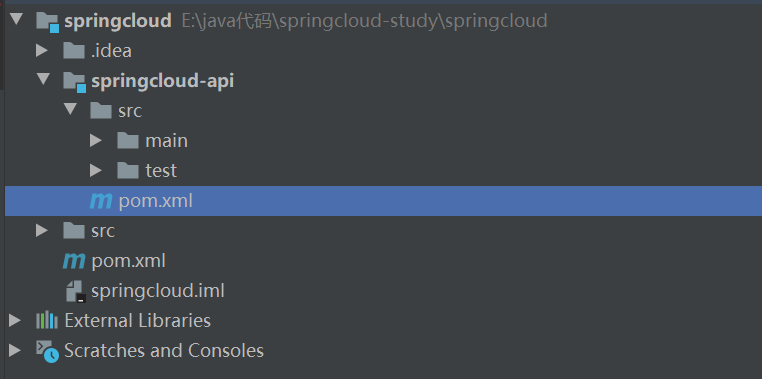 springcloud E:\java代码\springcloud-study\springcloud
.idea
springcloud-api
src
main
test
m pom.xml
src
m pom.xml
springcloud.iml
External Libraries
Scratches and Consoles